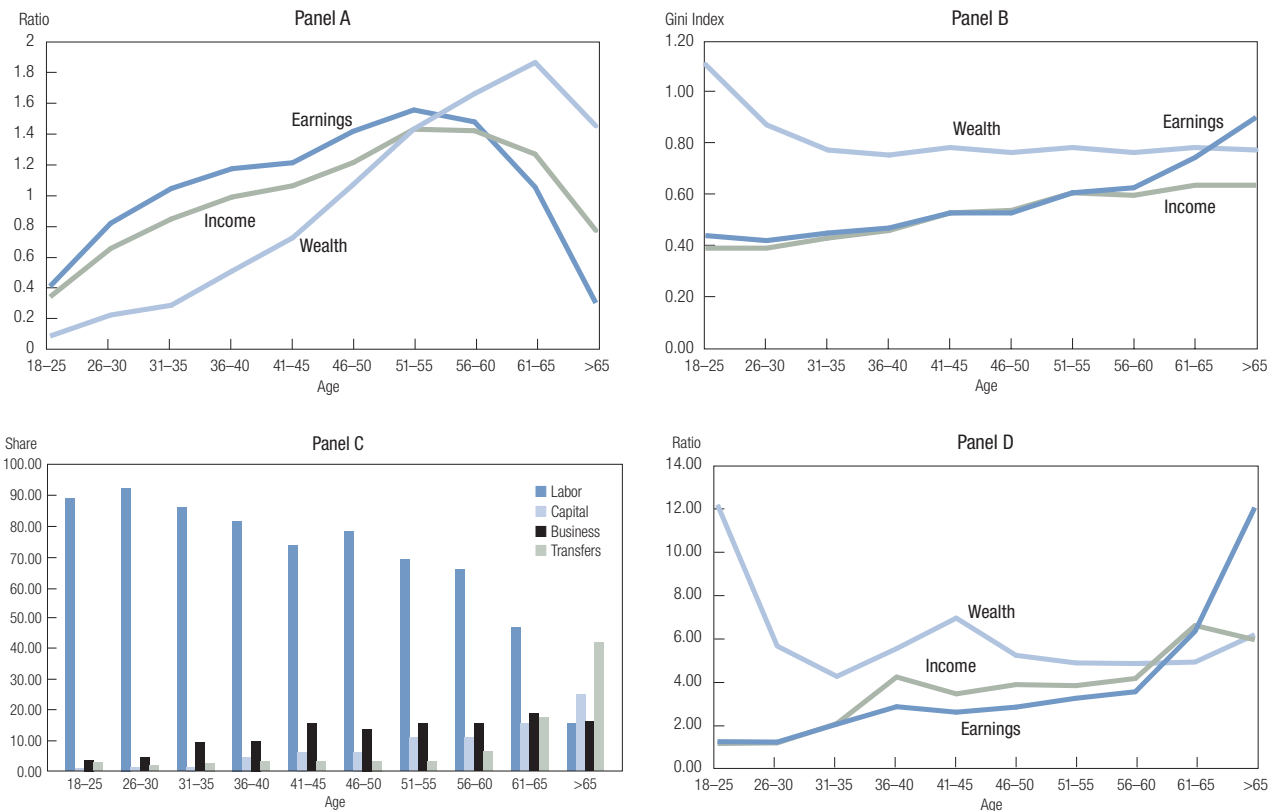 Panel A
Ratio
2
1.8
1.6
1.4
1.2
1
0.8
0.6
0.4
0.2
0
Earnings
Income
Wealth
18–25 26–30 31–35 36–40 41–45 46–50 51–55 56–60 61–65 >65
Age
Panel B
Gini Index
1.20
1.00
0.80
0.60
0.40
0.20
0.00
Wealth
Earnings
Income
18–25 26–30 31–35 36–40 41–45 46–50 51–55 56–60 61–65 >65
Age
Panel C
Share
100.00
90.00
80.00
70.00
60.00
50.00
40.00
30.00
20.00
10.00
0.00
Labor
Capital
Business
Transfers
18–25 26–30 31–35 36–40 41–45 46–50 51–55 56–60 61–65 >65
Age
Panel D
Ratio
14.00
12.00
10.00
8.00
6.00
4.00
2.00
0.00
Wealth
Income
Earnings
18–25 26–30 31–35 36–40 41–45 46–50 51–55 56–60 61–65 >65
Age